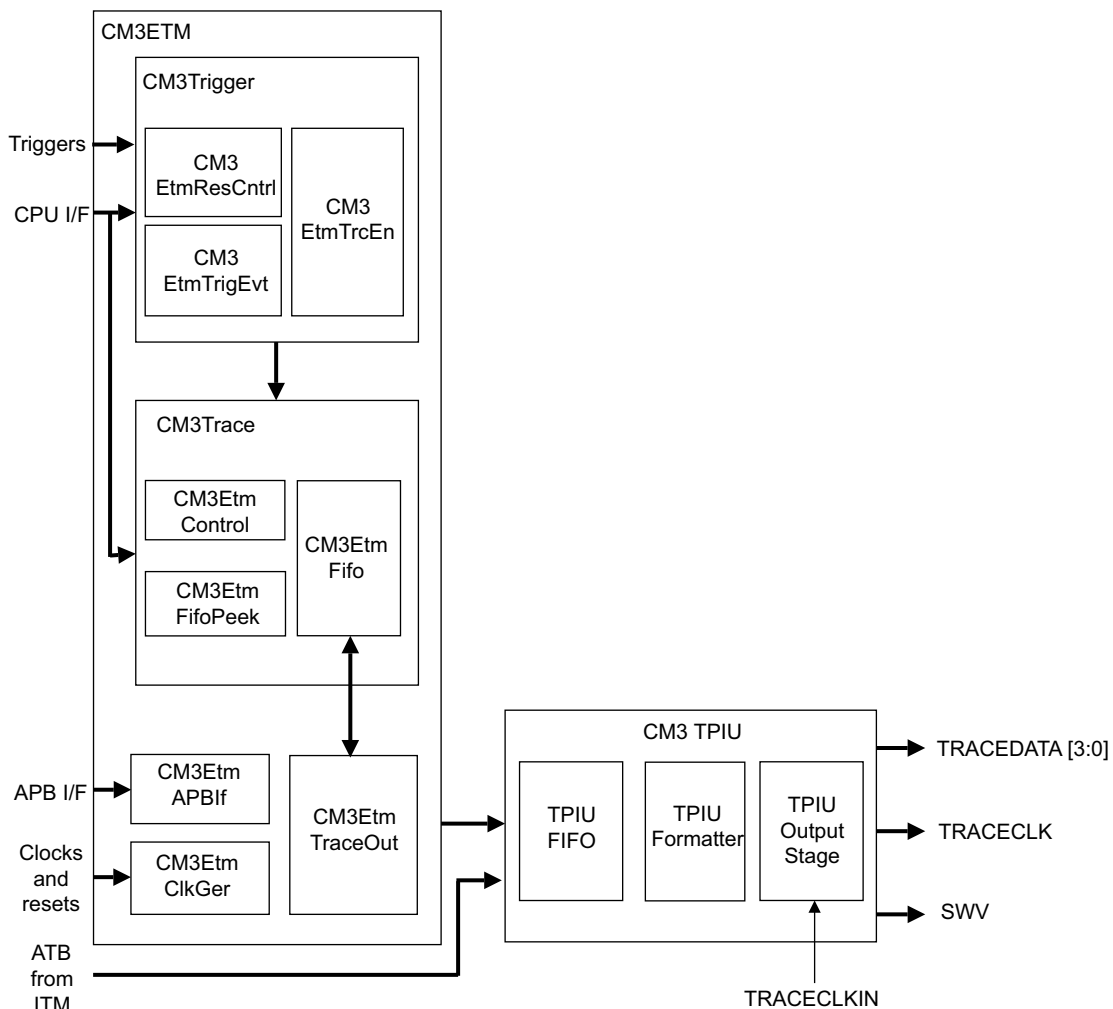 CM3ETM
CM3Trigger
Triggers
CM3
EtmResCntrl
CPU I/F
CM3
EtmTrigEvt
CM3
EtmTrcEn
CM3Trace
CM3Etm
Control
CM3Etm
FifoPeek
CM3Etm
Fifo
APB I/F
CM3Etm
APBIf
Clocks
and
resets
CM3Etm
ClkGer
CM3Etm
TraceOut
ATB
from
ITM
CM3 TPIU
TPIU
FIFO
TPIU
Formatter
TPIU
Output
Stage
TRACEDATA [3:0]
TRACECLK
SWV
TRACECLKIN